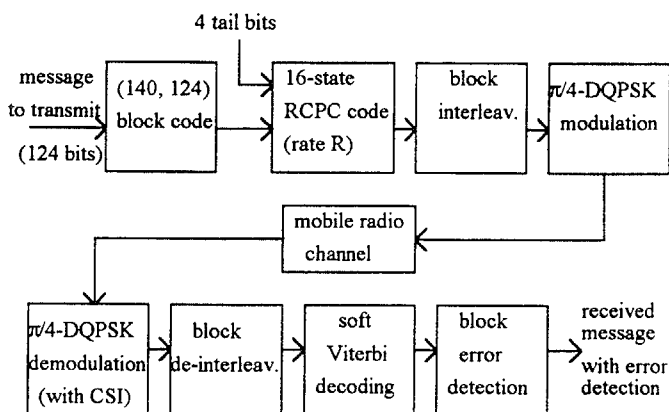 4 tail bits
message
to transmit
(124 bits)
(140, 124)
block code
16-state
RCPC code
(rate R)
block
interleav.
π/4-DQPSK
modulation
mobile radio
channel
π/4-DQPSK
demodulation
(with CSI)
block
de-interleav.
soft
Viterbi
decoding
block
error
detection
received
message
with error
detection